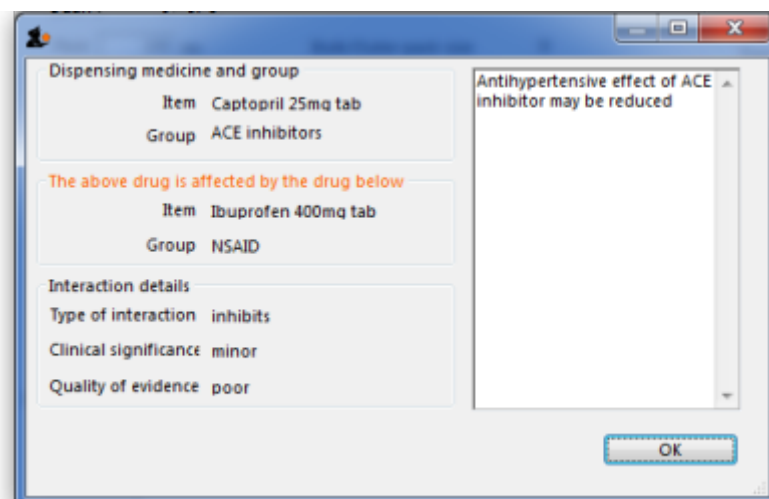 Dispensing medicine and group
Item Captopril 25mg tab
Group ACE inhibitors
The above drug is affected by the drug below
Item Ibuprofen 400mg tab
Group NSAID
Interaction details
Type of interaction inhibits
Clinical significance minor
Quality of evidence poor
Antihypertensive effect of ACE
inhibitor may be reduced
OK